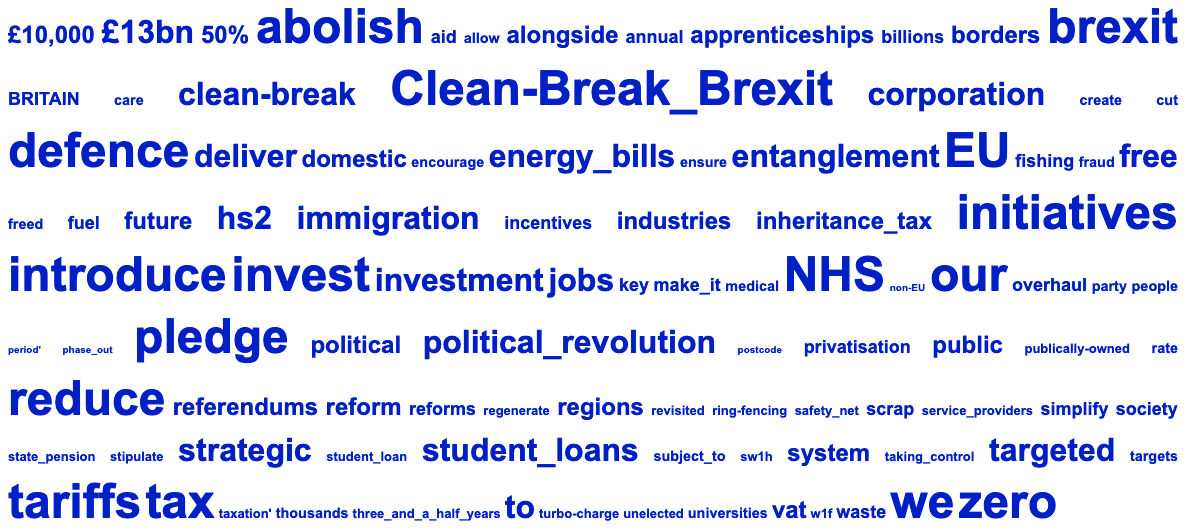 £10,000 £13bn 50% abolish aid allow alongside annual apprenticeships billions borders brexit
BRITAIN care clean-break Clean-Break_Brexit corporation create cut
defence deliver domestic encourage energy_bills ensure entanglement EU fishing fraud free
freed fuel future hs2 immigration incentives industries inheritance_tax initiatives
introduce invest investment jobs key make_it medical NHS non-EU our overhaul party people
period' phase_out pledge political political_revolution postcode privatisation public publically-owned rate
reduce referendums reform reforms regenerate regions revisited ring-fencing safety_net scrap service_providers simplify society
state_pension stipulate strategic student_loan student_loans subject_to sw1h system taking_control targeted targets
tariffs tax taxation' thousands three_and_a_half_years to turbo-charge unelected universities vat w1f waste we zero